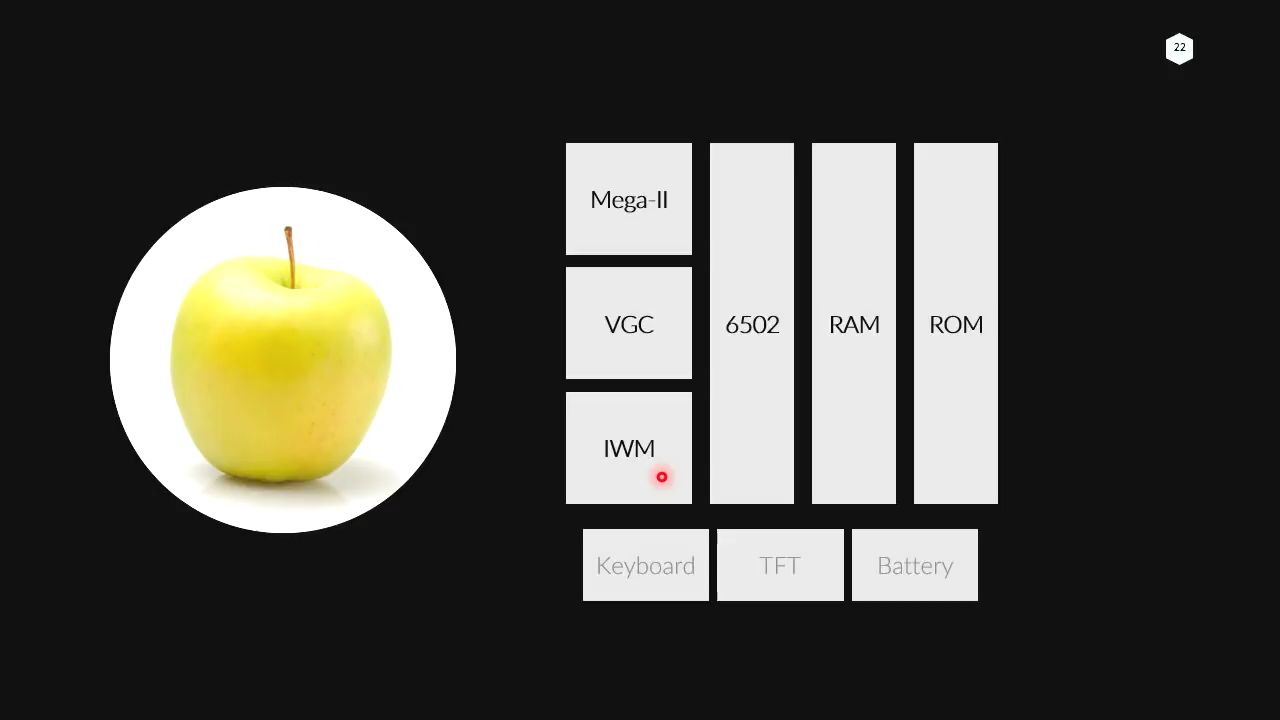 22
Mega-II
VGC
IWM
6502
RAM
ROM
Keyboard
TFT
Battery